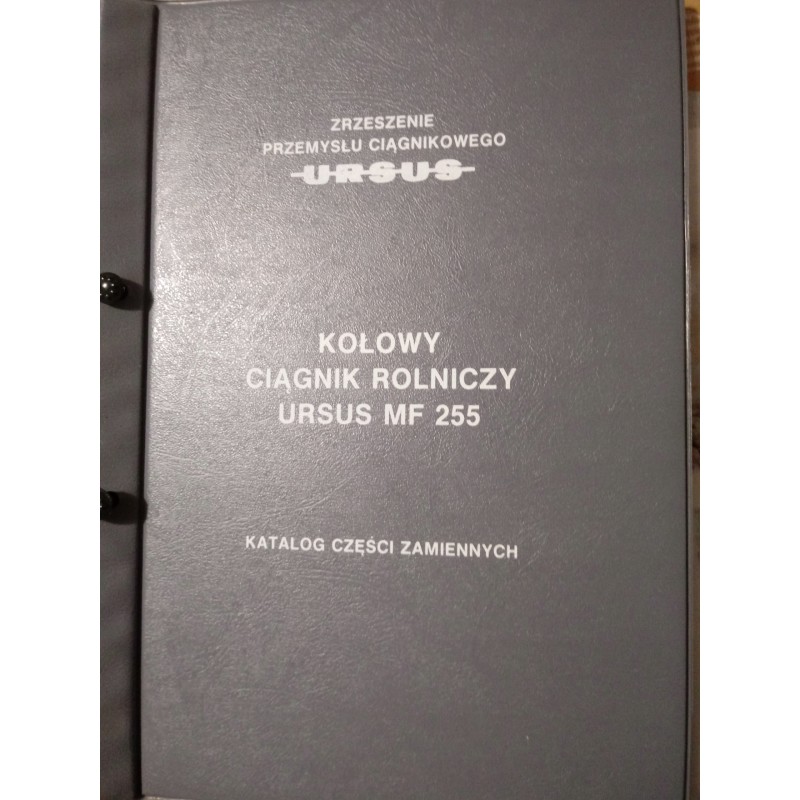 ZRZESZENIE
PRZEMYSŁU CIĄGNIKOWEGO
URSUS
KOŁOWY
CIĄGNIK ROLNICZY
URSUS MF 255
KATALOG CZĘŚCI ZAMIENNYCH